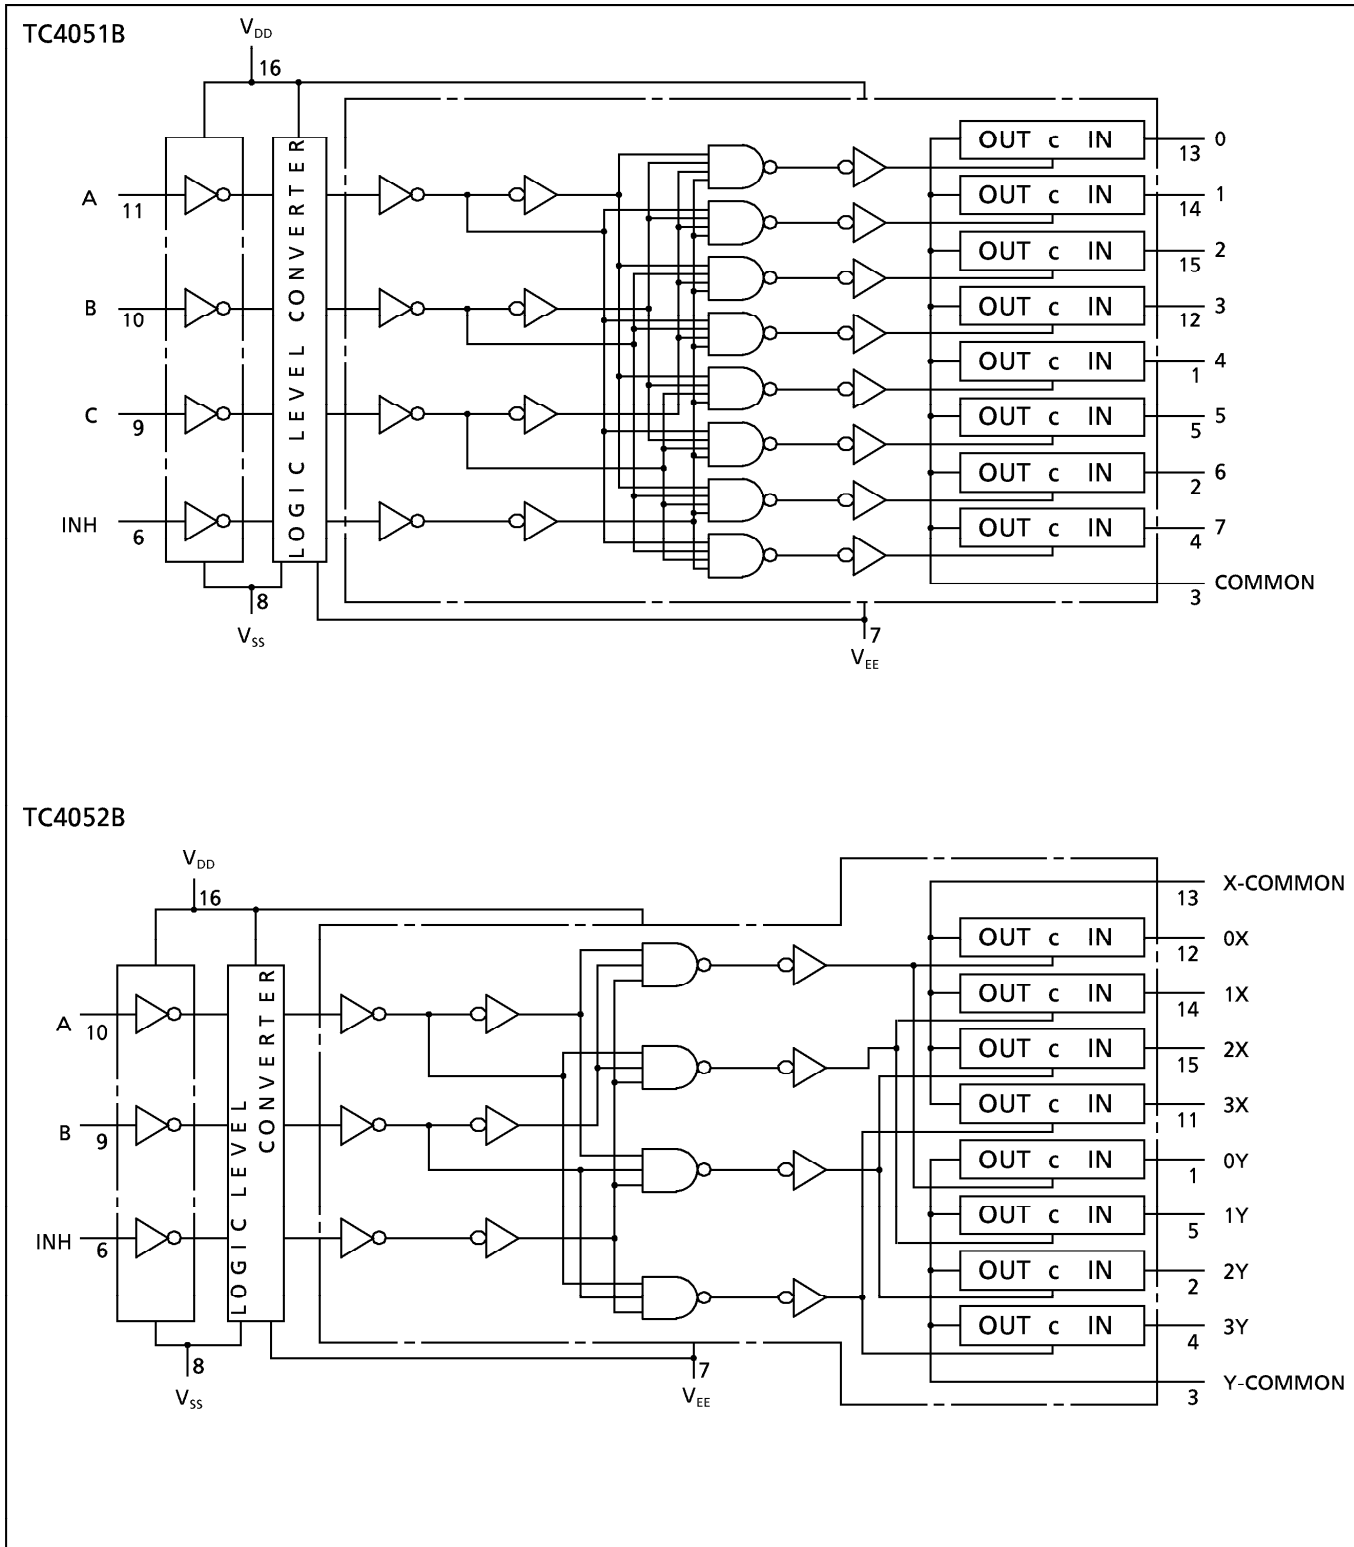 TC4051B
VDD
16
A
11
B
10
C
9
INH
6
LOGIC LEVEL CONVERTER
OUT c IN
13
0
OUT c IN
14
1
OUT c IN
15
2
OUT c IN
12
3
OUT c IN
1
4
OUT c IN
5
5
OUT c IN
2
6
OUT c IN
4
7
COMMON
3
8
VSS
7
VEE
TC4052B
VDD
16
A
10
B
9
INH
6
LOGIC LEVEL
CONVERTER
X-COMMON
13
OUT c IN
12
0X
OUT c IN
14
1X
OUT c IN
15
2X
OUT c IN
11
3X
OUT c IN
1
0Y
OUT c IN
5
1Y
OUT c IN
2
2Y
OUT c IN
4
3Y
Y-COMMON
3
8
VSS
7
VEE